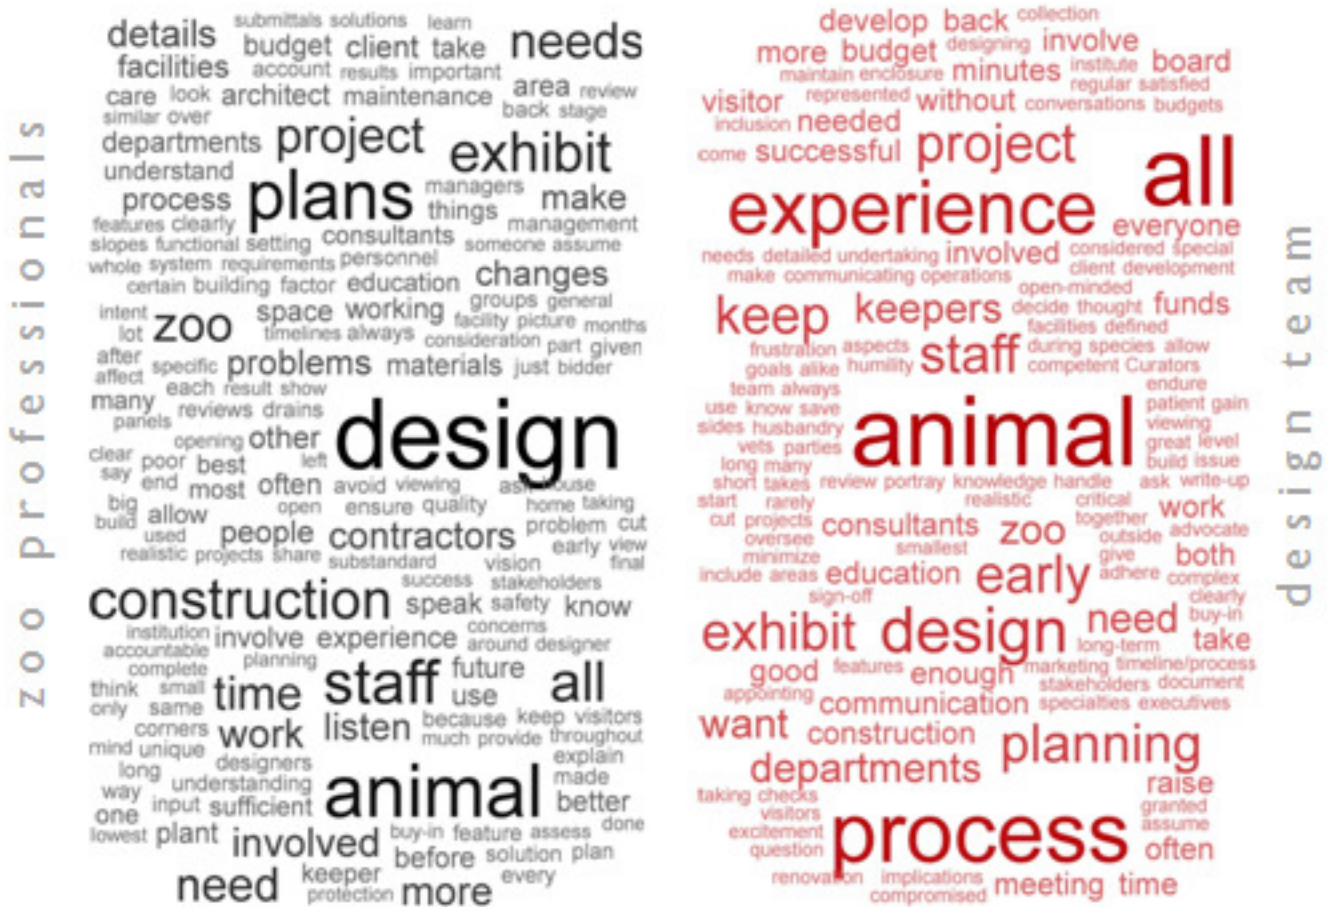 zoo professionals
submittals solutions learn
details budget client take needs
facilities account results important
care look architect maintenance area review
similar over back stage
departments project exhibit
understand
process plans managers make
features clearly things management
slopes functional setting consultants someone assume
whole system requirements personnel
certain building factor education changes
intent space working groups general
lot zoo timelines always facility picture months
after consideration part given
affect specific problems materials just bidder
each result show
many reviews drains
panels design
opening other
clear poor best left
say end most often avoid viewing ask house
big open ensure quality home taking
build allow
used people contractors problem cut
realistic projects share substandard vision early view
final
success stakeholders
construction speak safety know
institution involve experience concerns
accountable around designer
complete planning staff future
think small time use all
only same
corners work listen because keep visitors
mind unique much provide throughout
long designers explain
way understanding animal made
one input sufficient better
lowest plant involved buy-in feature assess done
before solution plan
need keeper every
protection more
develop back collection
more budget designing involve
maintain enclosure minutes institute board
regular satisfied
visitor represented without conversations budgets
inclusion needed
come successful project all
experience everyone
needs detailed undertaking involved considered special
make communicating operations client development
open-minded
keep keepers decide thought funds
facilities defined
frustration aspects staff during species allow
goals alike humility competent Curators
team always endure
use know save animal patient gain
sides husbandry viewing
vets parties great level
long many build issue
short takes review portray knowledge handle ask write-up
start rarely realistic critical work
cut projects consultants zoo together
oversee smallest outside advocate
minimize give both
include areas education early adhere complex
sign-off clearly
exhibit design need buy-in
long-term take
good features enough marketing timeline/process
appointing stakeholders document
communication specialties executives
want construction planning
departments
taking checks raise
visitors granted
excitement process assume
question often
renovation implications meeting time
compromised
design team